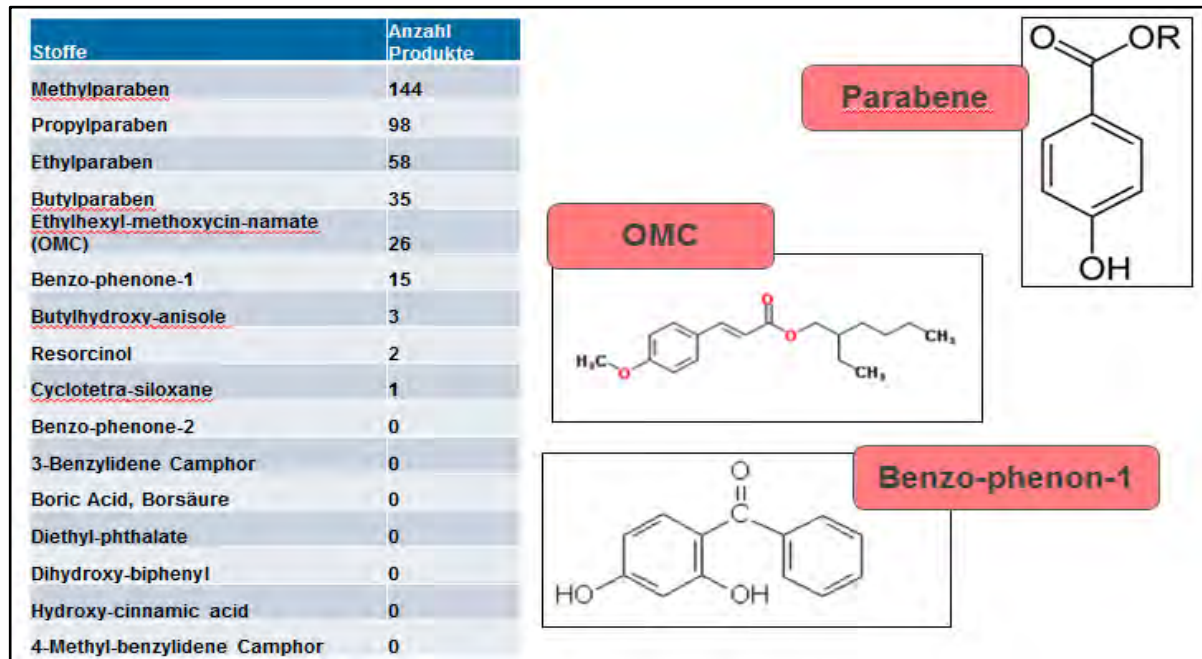 Stoffe Anzahl Produkte
Methylparaben 144
Propylparaben 98
Ethylparaben 58
Butylparaben 35
Ethylhexyl-methoxycin-namate
(OMC) 26
Benzo-phenone-1 15
Butylhydroxy-anisole 3
Resorcinol 2
Cyclotetra-siloxane 1
Benzo-phenone-2 0
3-Benzylidene Camphor 0
Boric Acid, Borsäure 0
Diethyl-phthalate 0
Dihydroxy-biphenyl 0
Hydroxy-cinnamic acid 0
4-Methyl-benzylidene Camphor 0
Parabene
O OR
OH
OMC
O
O
H₃C O
CH₃
CH₃
Benzo-phenon-1
O
C
HO OH